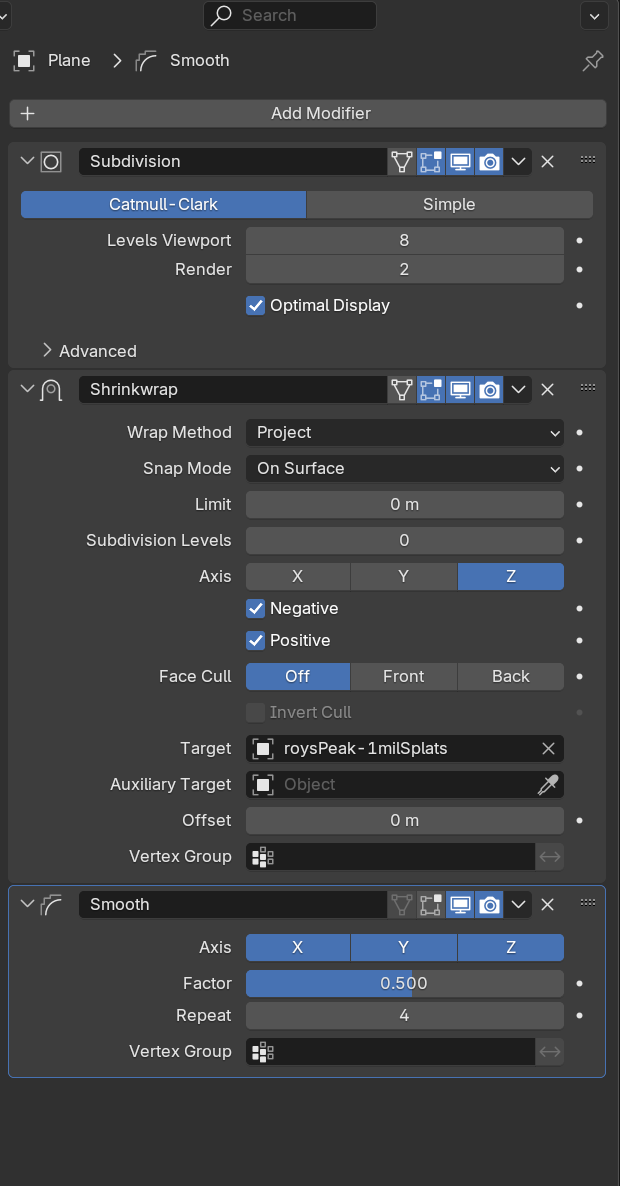 Search
Plane > Smooth
+ Add Modifier
Subdivision
Catmull-Clark Simple
Levels Viewport 8
Render 2
Optimal Display
Advanced
Shrinkwrap
Wrap Method Project
Snap Mode On Surface
Limit 0 m
Subdivision Levels 0
Axis X Y Z
Negative
Positive
Face Cull Off Front Back
Invert Cull
Target roysPeak-1milSplats
Auxiliary Target Object
Offset 0 m
Vertex Group
Smooth
Axis X Y Z
Factor 0.500
Repeat 4
Vertex Group